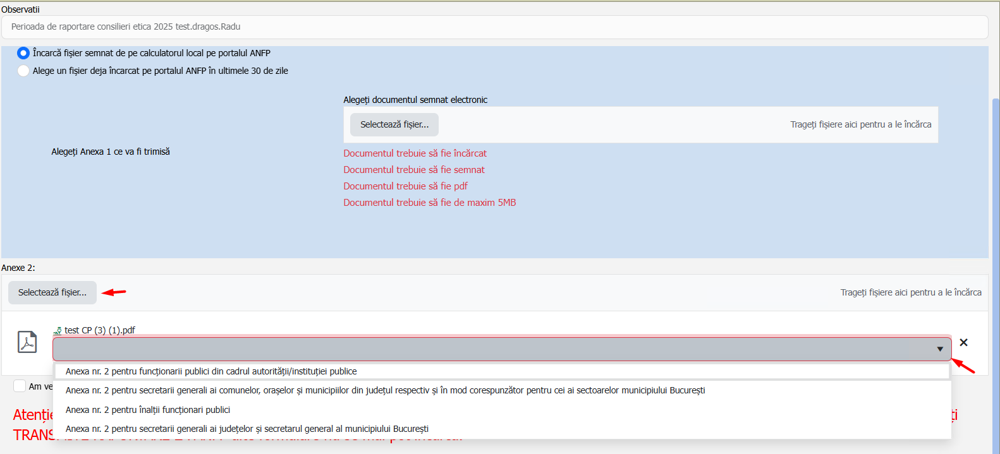 Observatii
Perioada de raportare consilieri etica 2025 test.dragos.Radu
Încarcă fișier semnat de pe calculatorul local pe portalul ANFP
Alege un fișier deja încarcat pe portalul ANFP în ultimele 30 de zile
Alegeți documentul semnat electronic
Selectează fișier...
Trageți fișiere aici pentru a le încărca
Alegeți Anexa 1 ce va fi trimisă
Documentul trebuie să fie încărcat
Documentul trebuie să fie semnat
Documentul trebuie să fie pdf
Documentul trebuie să fie de maxim 5MB
Anexe 2:
Selectează fișier...
Trageți fișiere aici pentru a le încărca
test CP (3) (1).pdf
Anexa nr. 2 pentru funcționarii publici din cadrul autorității/instituției publice
Am ve
Anexa nr. 2 pentru secretarii generali ai comunelor, orașelor și municipiilor din județul respectiv și în mod corespunzător pentru cei ai sectoarelor municipiului București
Anexa nr. 2 pentru înalții funcționari publici
Atenție
Anexa nr. 2 pentru secretarii generali ai județelor și secretarul general al municipiului București